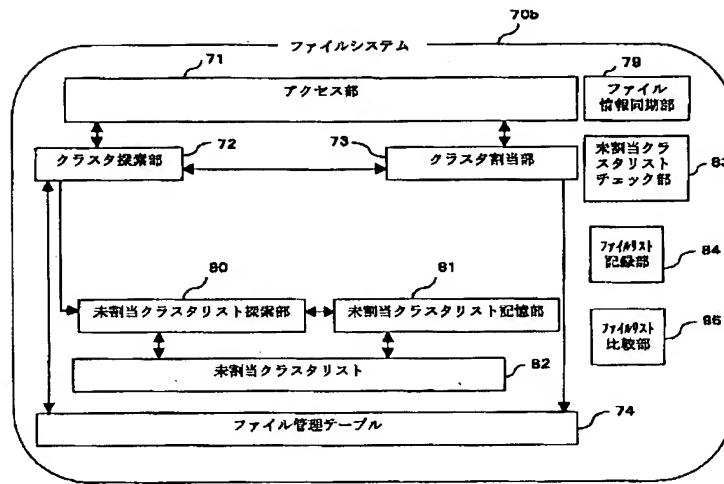 70b
ファイルシステム
71
アクセス部
79
ファイル
情報同期部
72
クラスタ探索部
73
クラスタ割当部
未割当クラ
スタリスト
チェック部
83
ファイルリスト
記録部
84
80
未割当クラスタリスト探索部
81
未割当クラスタリスト記憶部
ファイルリスト
比較部
85
未割当クラスタリスト
82
ファイル管理テーブル
74